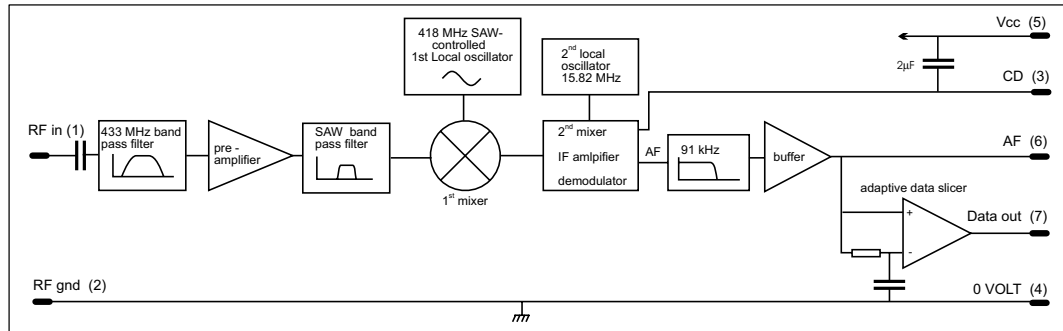 418 MHz SAW-
controlled
1st Local oscillator
2nd local
oscillator
15.82 MHz
Vcc (5)
2µF
CD (3)
RF in (1)
433 MHz band
pass filter
pre-
amplifier
SAW band
pass filter
1st mixer
2nd mixer
IF amlpifier
demodulator
AF
91 kHz
buffer
AF (6)
adaptive data slicer
+
-
Data out (7)
RF gnd (2)
0 VOLT (4)